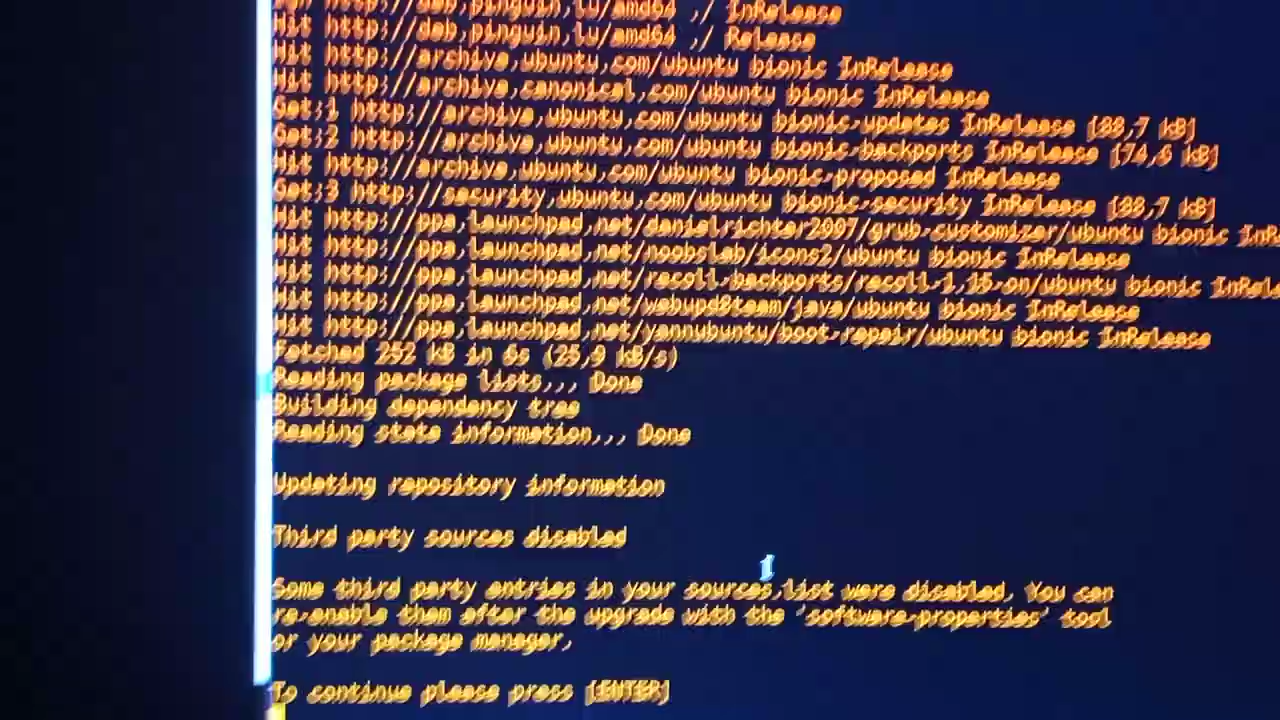 http://deb.pinguin.lu/amd64 ./ InRelease
Hit http://deb.pinguin.lu/amd64 ./ Release
Hit http://archive.ubuntu.com/ubuntu bionic InRelease
Hit http://archive.canonical.com/ubuntu bionic InRelease
Get:1 http://archive.ubuntu.com/ubuntu bionic-updates InRelease [88,7 kB]
Get:2 http://archive.ubuntu.com/ubuntu bionic-backports InRelease [74,6 kB]
Hit http://archive.ubuntu.com/ubuntu bionic-proposed InRelease
Get:3 http://security.ubuntu.com/ubuntu bionic-security InRelease [88,7 kB]
Hit http://ppa.launchpad.net/danielrichter2007/grub-customizer/ubuntu bionic InR
Hit http://ppa.launchpad.net/noobslab/icons2/ubuntu bionic InRelease
Hit http://ppa.launchpad.net/recoll-backports/recoll-1.15-on/ubuntu bionic InRel
Hit http://ppa.launchpad.net/webupd8team/java/ubuntu bionic InRelease
Hit http://ppa.launchpad.net/yannubuntu/boot-repair/ubuntu bionic InRelease
Fetched 252 kB in 6s (25,9 kB/s)
Reading package lists... Done
Building dependency tree
Reading state information... Done
Updating repository information
Third party sources disabled
Some third party entries in your sources.list were disabled. You can
re-enable them after the upgrade with the 'software-properties' tool
or your package manager.
To continue please press [ENTER]